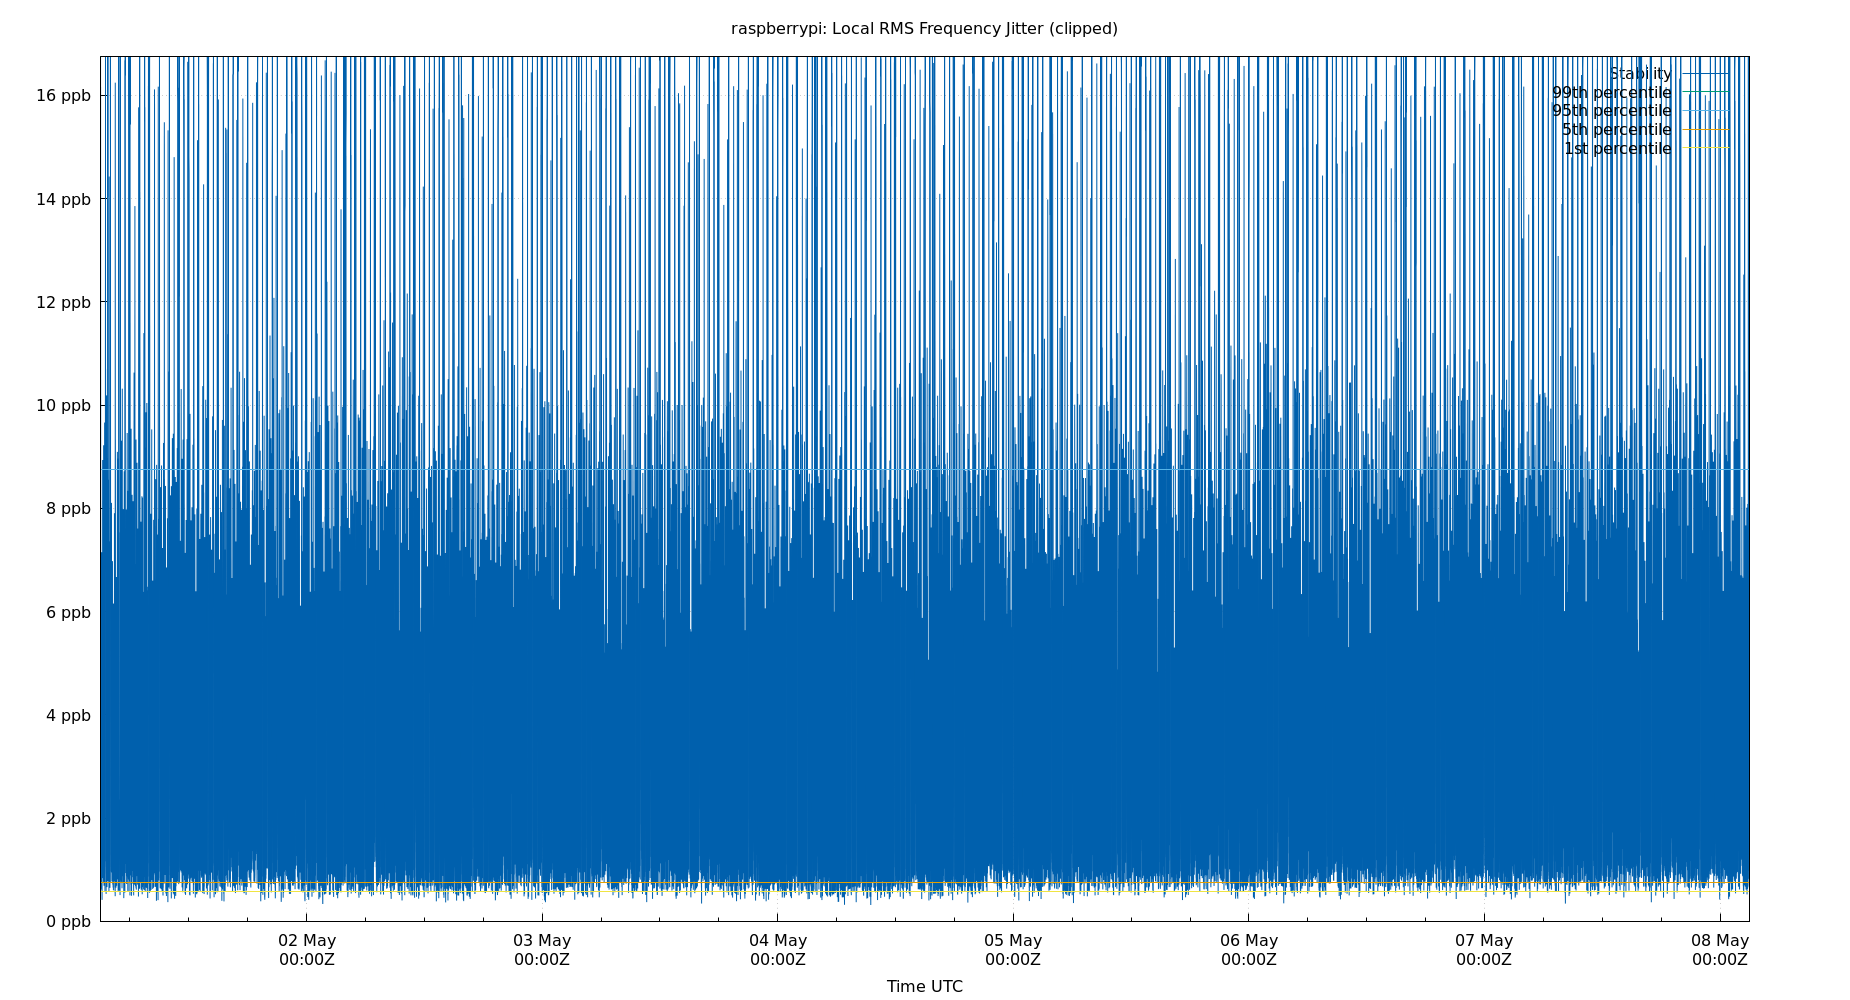 raspberrypi: Local RMS Frequency Jitter (clipped)
Stability
99th percentile
95th percentile
5th percentile
1st percentile
16 ppb
14 ppb
12 ppb
10 ppb
8 ppb
6 ppb
4 ppb
2 ppb
0 ppb
02 May 03 May 04 May 05 May 06 May 07 May 08 May
00:00Z 00:00Z 00:00Z 00:00Z 00:00Z 00:00Z 00:00Z
Time UTC